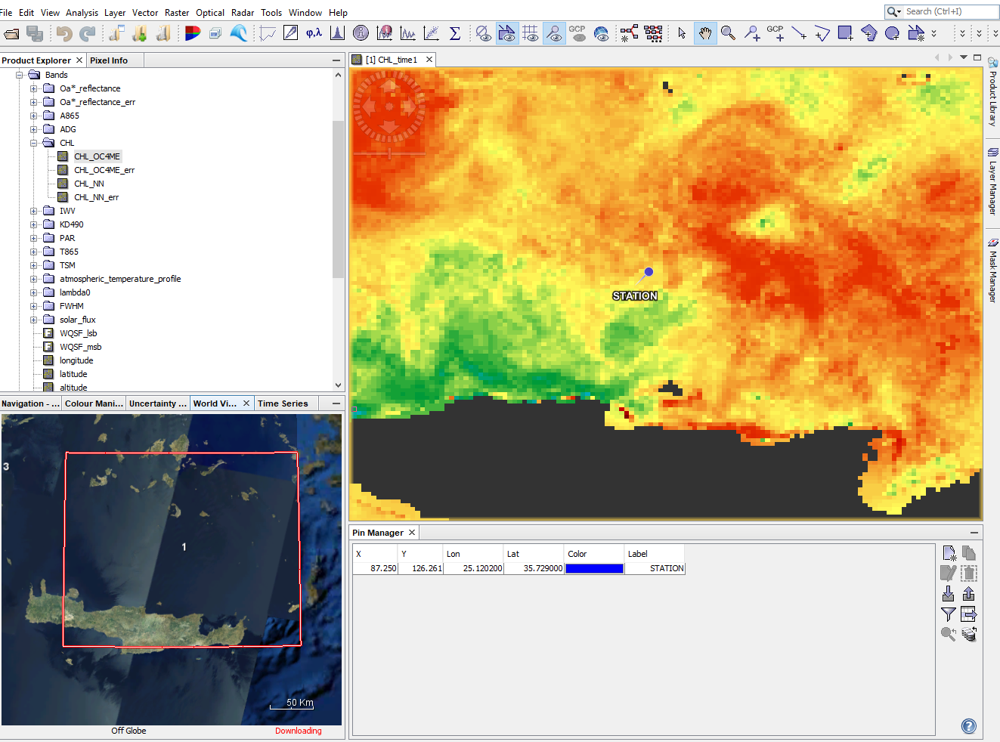 File Edit View Analysis Layer Vector Raster Optical Radar Tools Window Help
Search (Ctrl+I)
φ,λ
Σ
GCP
GCP
Product Explorer
Pixel Info
[1] CHL_time1
Bands
Oa*_reflectance
Oa*_reflectance_err
A865
ADG
CHL
CHL_OC4ME
CHL_OC4ME_err
CHL_NN
CHL_NN_err
IWV
KD490
PAR
T865
TSM
atmospheric_temperature_profile
lambda0
FWHM
solar_flux
WQSF_lsb
WQSF_msb
longitude
latitude
altitude
STATION
Product Library
Layer Manager
Mask Manager
Navigation - ...
Colour Mani...
Uncertainty ...
World Vi...
Time Series
3
1
50 Km
Off Globe
Downloading
Pin Manager
X Y Lon Lat Color Label
87.250 126.261 25.120200 35.729000 STATION